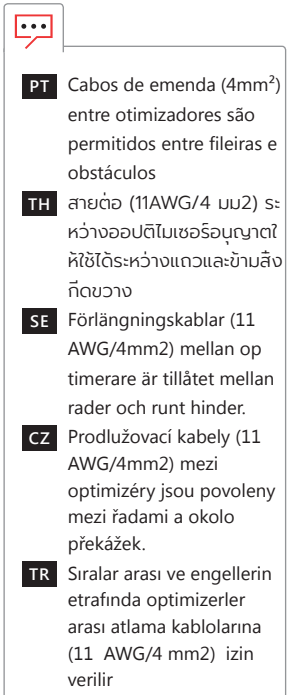 PT Cabos de emenda (4mm²)
entre otimizadores são
permitidos entre fileiras e
obstáculos
TH สายต่อ (11AWG/4 มม2) ระ
หว่างออปติไมเซอร์อนุญาตใ
ห้ใช้ได้ระหว่างแถวและข้ามสิ่ง
กีดขวาง
SE Förlängningskablar (11
AWG/4mm2) mellan op
timerare är tillåtet mellan
rader och runt hinder.
CZ Prodlužovací kabely (11
AWG/4mm2) mezi
optimizéry jsou povoleny
mezi řadami a okolo
překážek.
TR Sıralar arası ve engellerin
etrafında optimizerler
arası atlama kablolarına
(11 AWG/4 mm2) izin
verilir